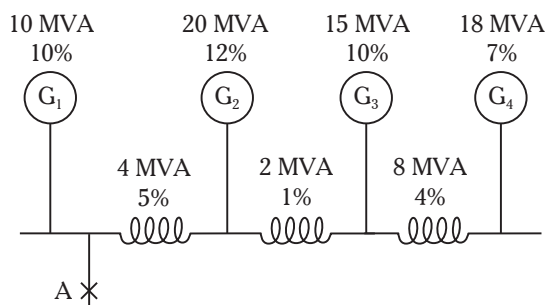 10 MVA 20 MVA 15 MVA 18 MVA
10% 12% 10% 7%
G₁ G₂ G₃ G₄
4 MVA 2 MVA 8 MVA
5% 1% 4%
A